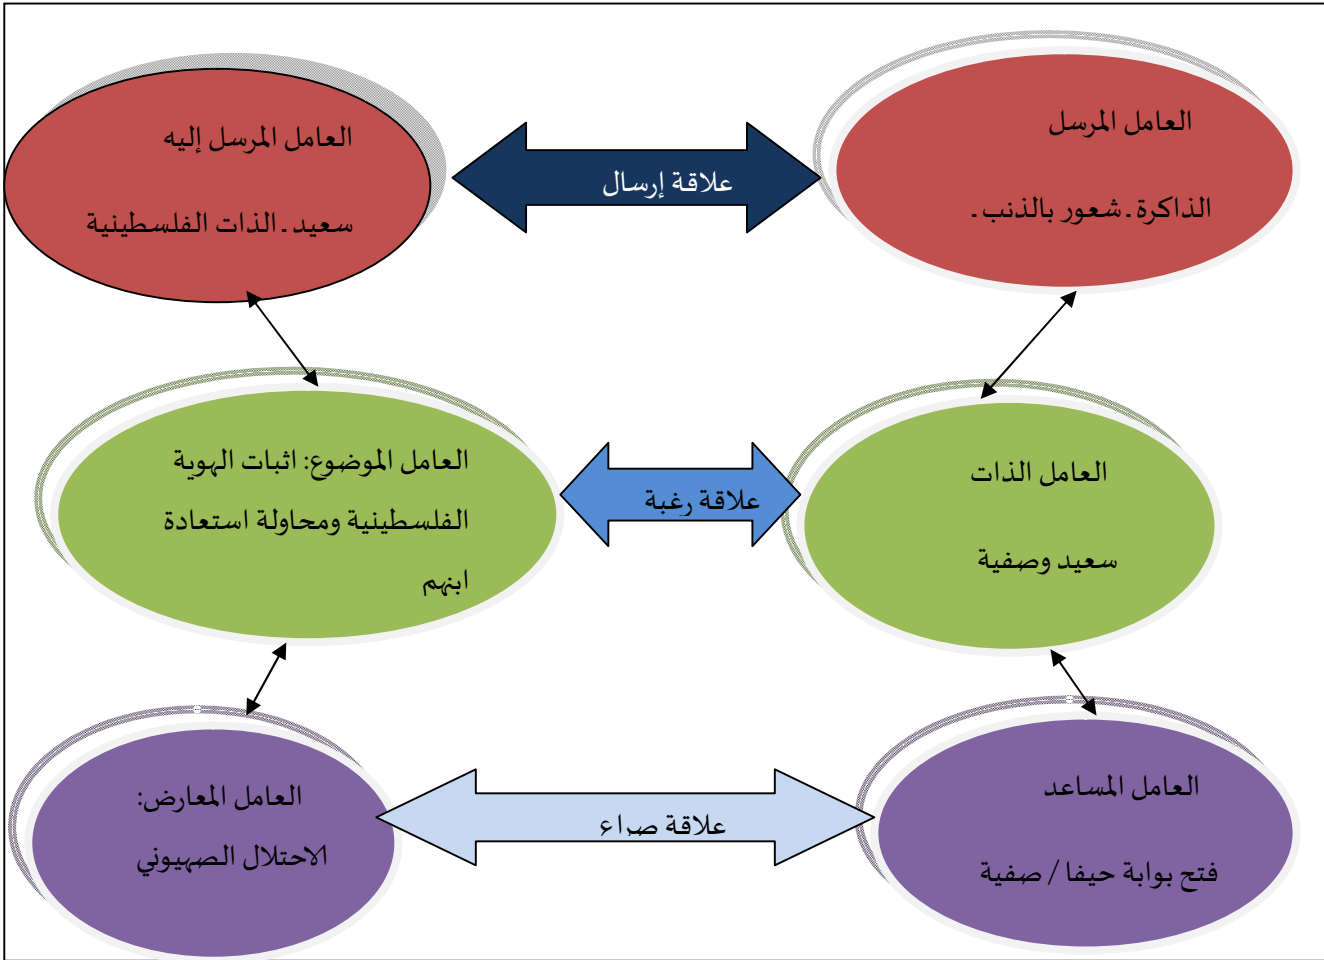 العامل المرسل
الذاكرة. شعور بالذنب.
علاقة إرسال
العامل المرسل إليه
سعيد. الذات الفلسطينية
العامل الذات
سعيد وصفية
علاقة رغبة
العامل الموضوع: اثبات الهوية
الفلسطينية ومحاولة استعادة
ابنهم
العامل المساعد
فتح بوابة حيفا / صفية
علاقة صراع
العامل المعارض:
الاحتلال الصهيوني